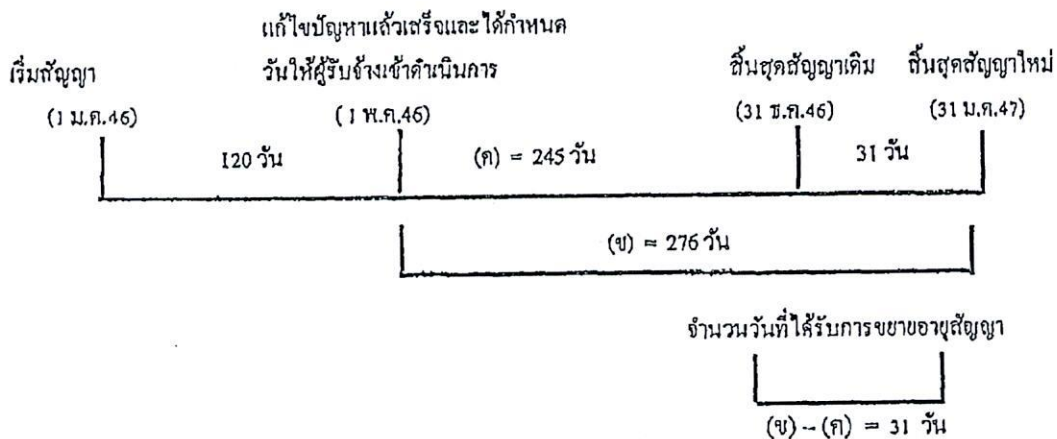 แก้ไขปัญหาแล้วเสร็จและได้กำหนด
เริ่มสัญญา วันให้ผู้รับจ้างเข้าดำเนินการ สิ้นสุดสัญญาเดิม สิ้นสุดสัญญาใหม่
(1 ม.ค.46) (1 พ.ค.46) (31 ธ.ค.46) (31 ม.ค.47)
120 วัน (ค) = 245 วัน 31 วัน
(ข) = 276 วัน
จำนวนวันที่ได้รับการขยายอายุสัญญา
(ข) - (ค) = 31 วัน